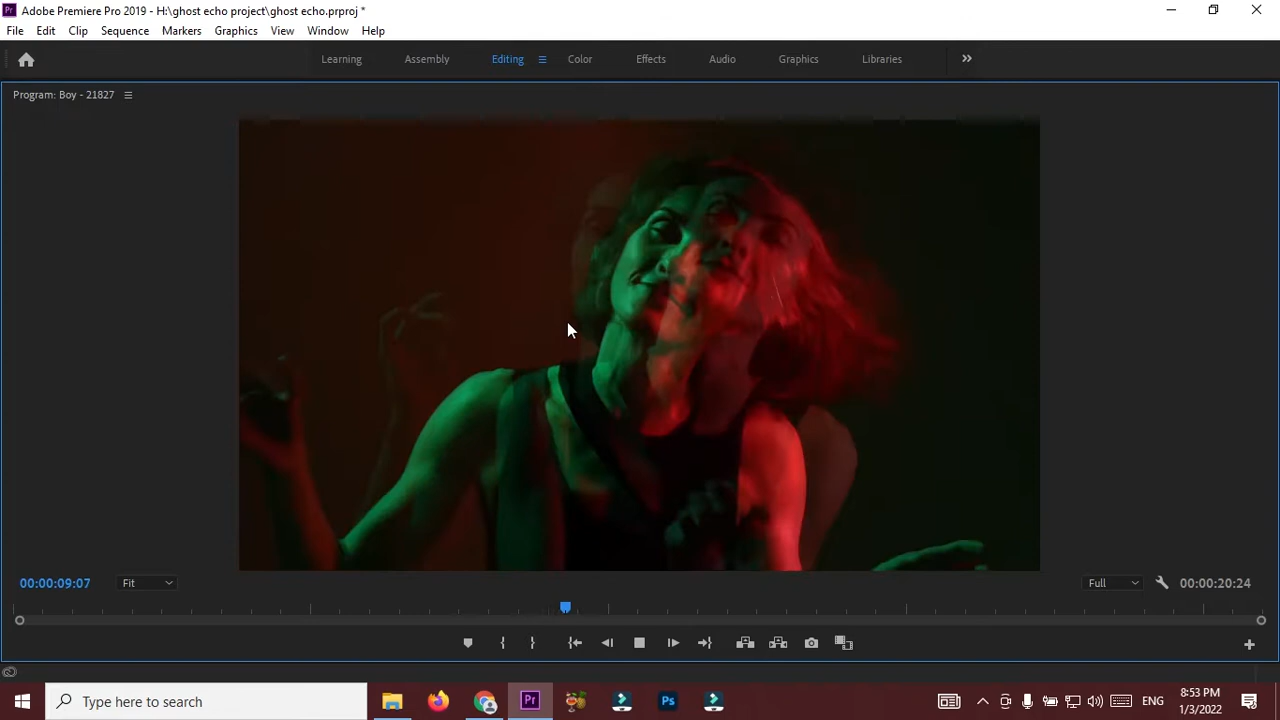 Adobe Premiere Pro 2019 - H:\ghost echo project\ghost echo.prproj *
File Edit Clip Sequence Markers Graphics View Window Help
Learning Assembly Editing Color Effects Audio Graphics Libraries
Program: Boy - 21827
00:00:09:07 Fit Full 00:00:20:24
Type here to search
Pr
Ps
ENG
8:53 PM
1/3/2022